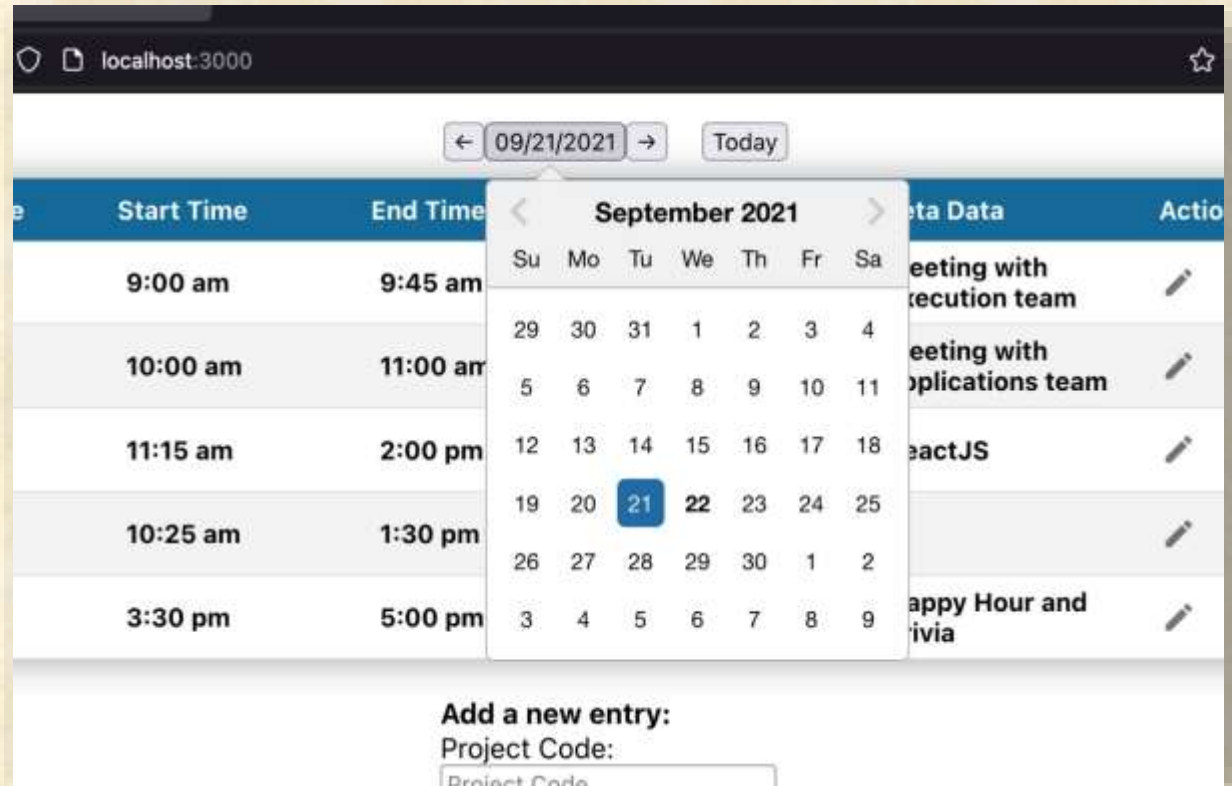 localhost:3000
← 09/21/2021 → Today
Start Time End Time eta Data Actio
September 2021
Su Mo Tu We Th Fr Sa
9:00 am 9:45 am eeting with
xecution team
29 30 31 1 2 3 4
10:00 am 11:00 am eeting with
pplications team
5 6 7 8 9 10 11
11:15 am 2:00 pm eactJS
12 13 14 15 16 17 18
19 20 21 22 23 24 25
10:25 am 1:30 pm
26 27 28 29 30 1 2
3:30 pm 5:00 pm appy Hour and
rivia
3 4 5 6 7 8 9
Add a new entry:
Project Code:
Project Code